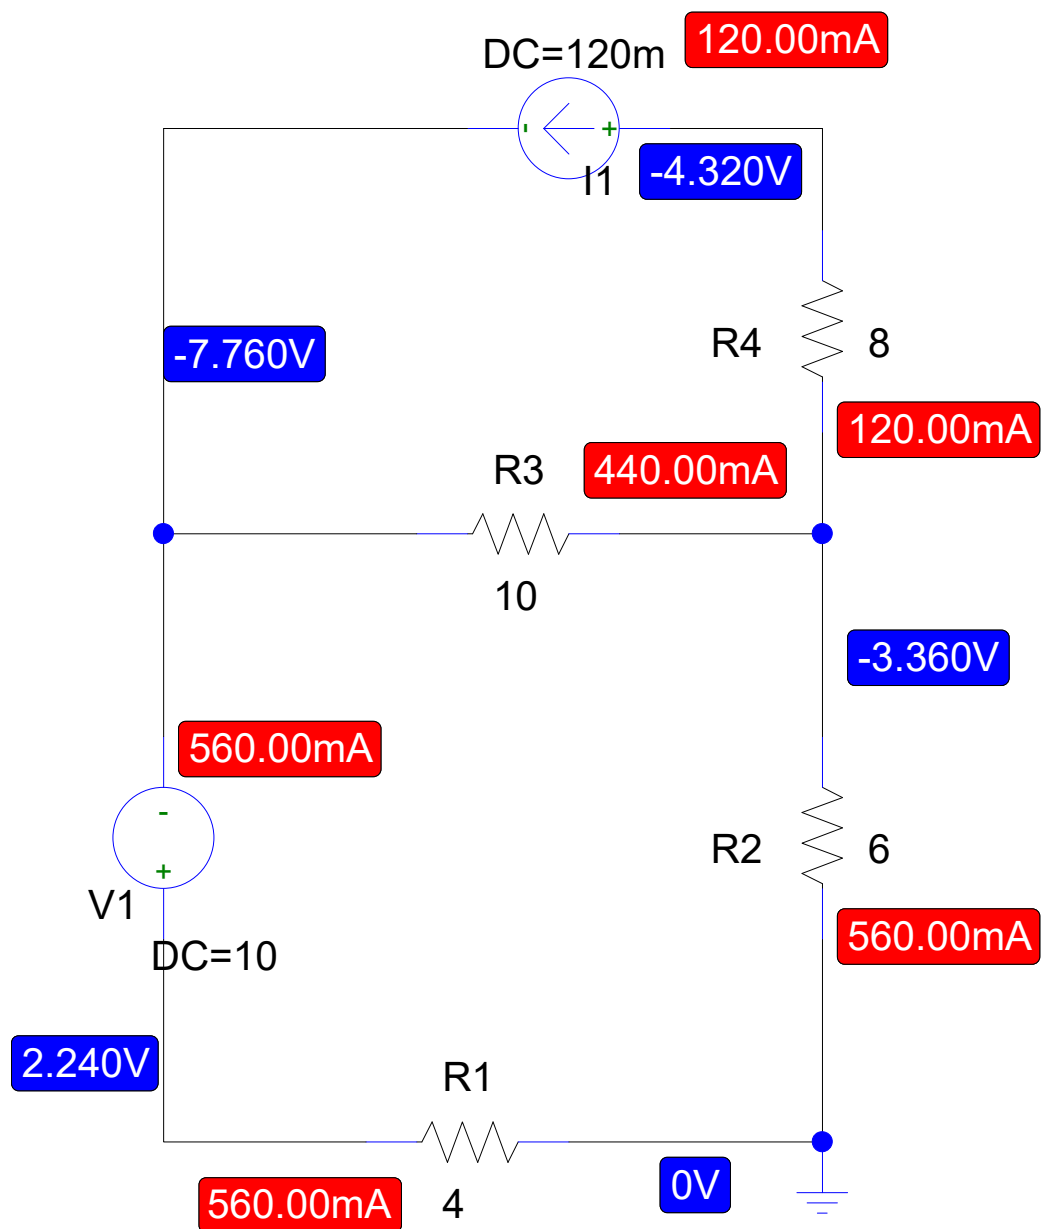 DC=120m 120.00mA
- +
I1 -4.320V
-7.760V
R4 8
120.00mA
R3 440.00mA
10
-3.360V
560.00mA
-
+
V1
DC=10
R2 6
560.00mA
2.240V
R1
560.00mA 4 0V